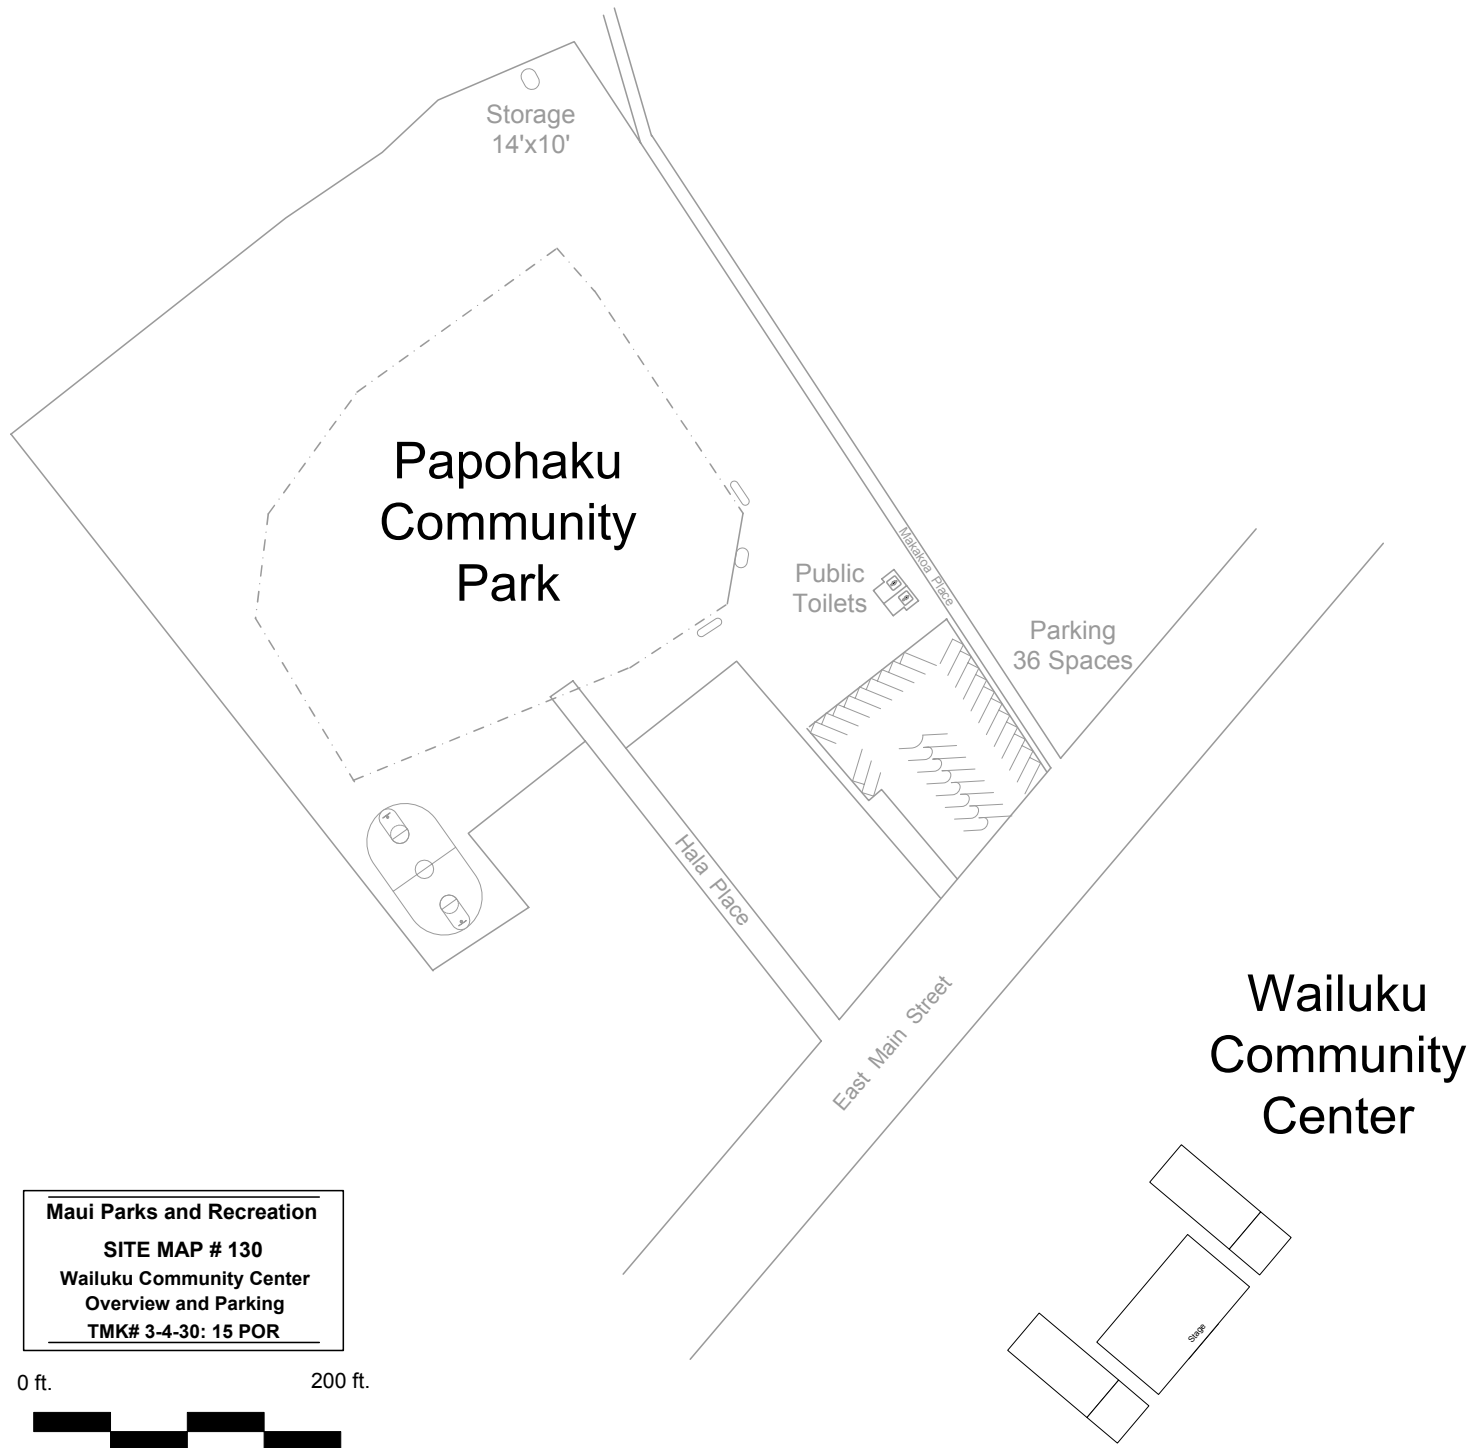 Storage
14'x10'
Papohaku
Community
Park
Makakoa Place
Public
Toilets
Parking
36 Spaces
Hala Place
East Main Street
Wailuku
Community
Center
Stage
Maui Parks and Recreation
SITE MAP # 130
Wailuku Community Center
Overview and Parking
TMK# 3-4-30: 15 POR
0 ft.
200 ft.